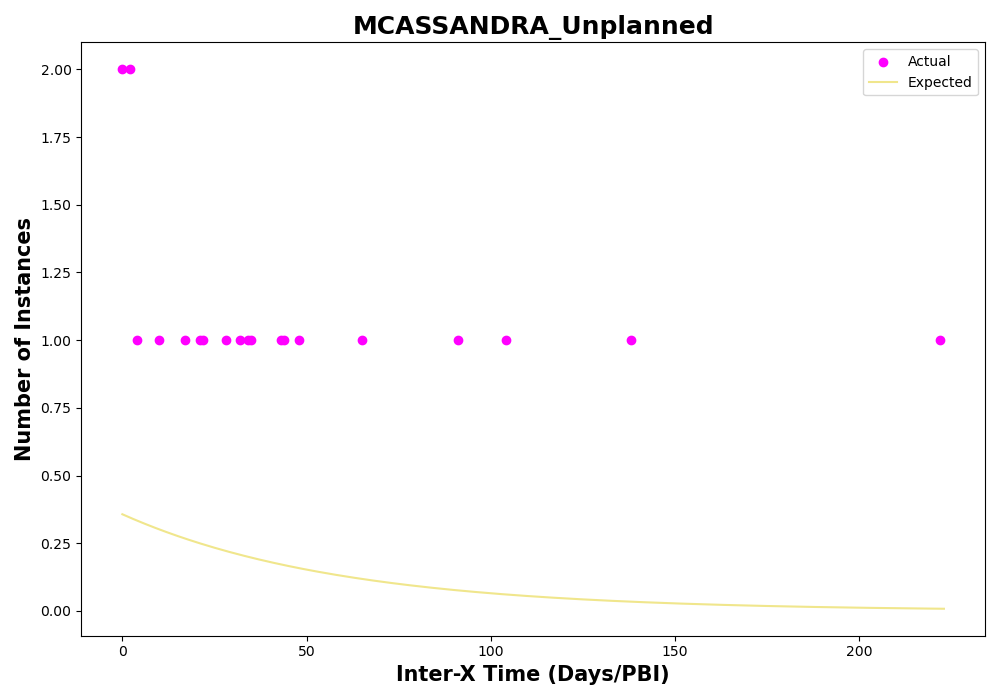 MCASSANDRA_Unplanned
Actual
Expected
2.00
1.75
1.50
1.25
1.00
0.75
0.50
0.25
0.00
Number of Instances
0 50 100 150 200
Inter-X Time (Days/PBI)